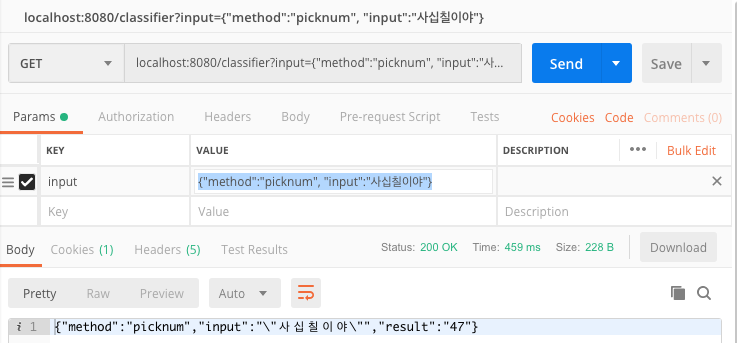 localhost:8080/classifier?input={"method":"picknum", "input":"사십칠이야"}
GET localhost:8080/classifier?input={"method":"picknum", "input":"사... Send Save
Params Authorization Headers Body Pre-request Script Tests Cookies Code Comments (0)
KEY VALUE DESCRIPTION ••• Bulk Edit
input {"method":"picknum", "input":"사십칠이야"}
Key Value Description
Body Cookies (1) Headers (5) Test Results Status: 200 OK Time: 459 ms Size: 228 B Download
Pretty Raw Preview Auto
i 1 {"method":"picknum","input":"\"사십칠이야\"","result":"47"}